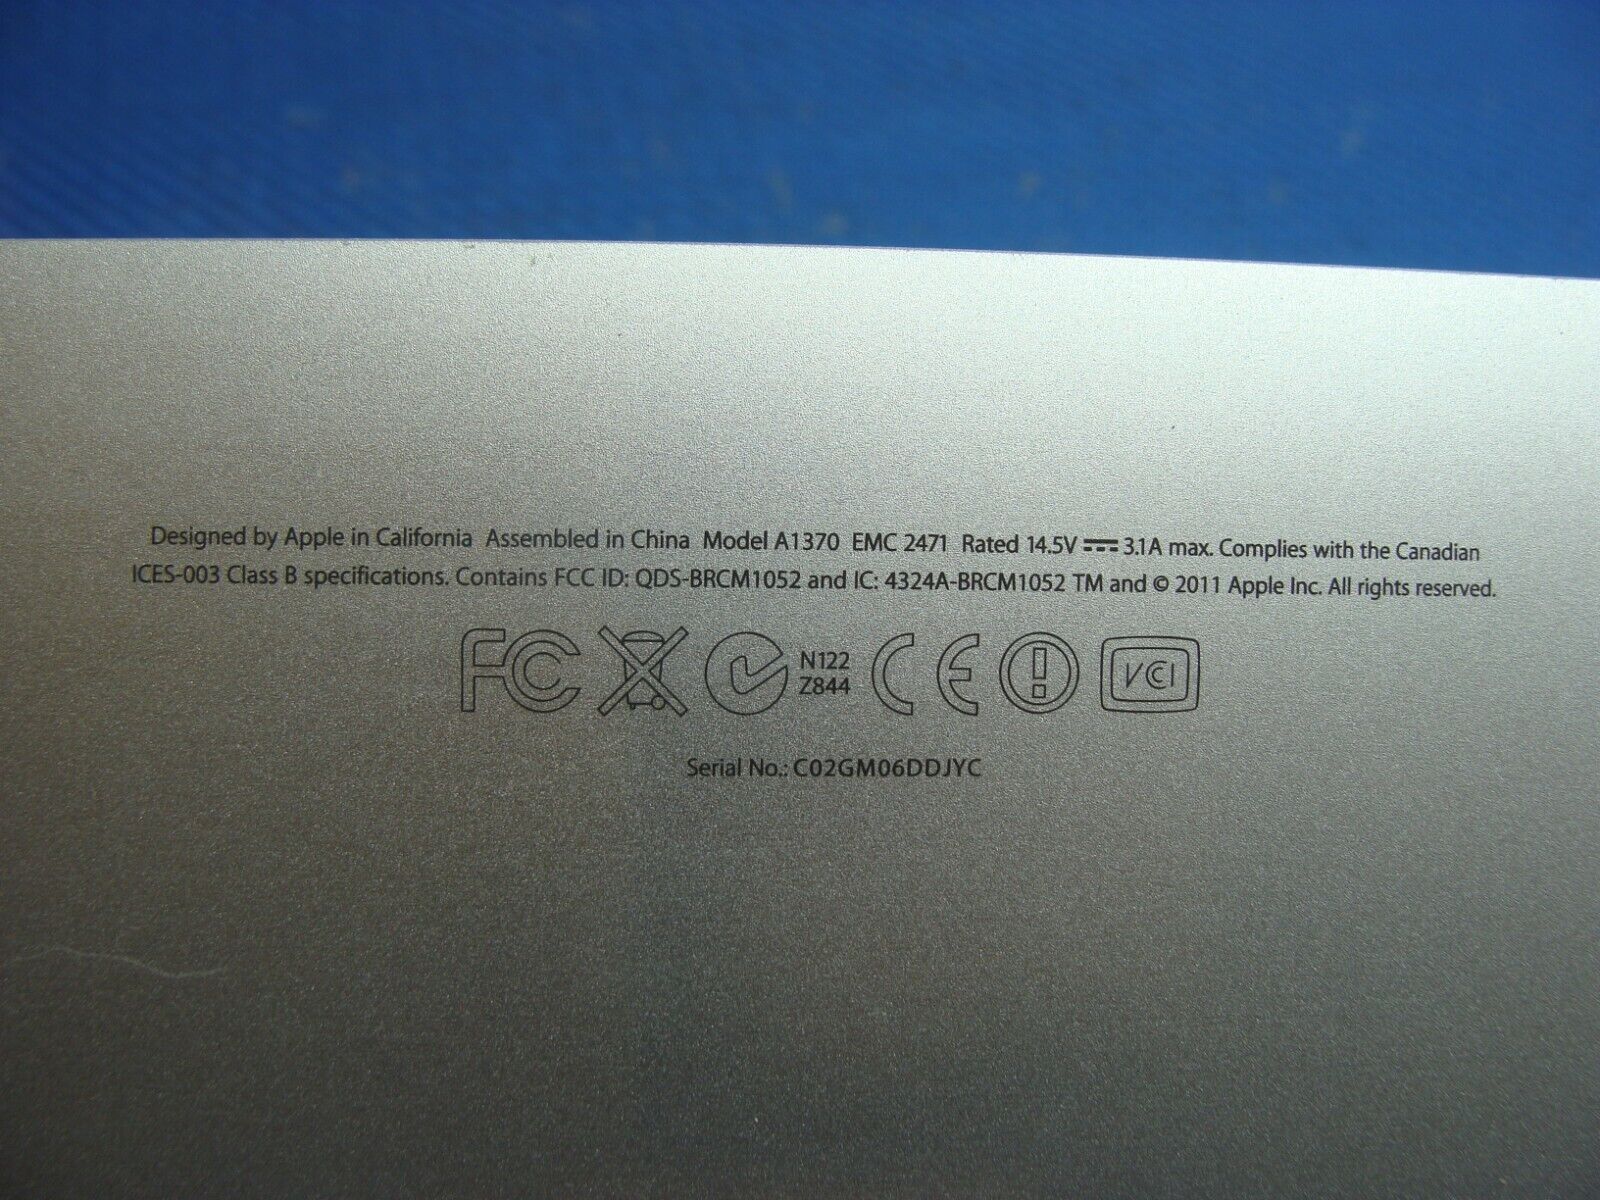 Designed by Apple in California Assembled in China Model A1370 EMC 2471 Rated 14.5V ⎓ 3.1A max. Complies with the Canadian
ICES-003 Class B specifications. Contains FCC ID: QDS-BRCM1052 and IC: 4324A-BRCM1052 TM and © 2011 Apple Inc. All rights reserved.
FC N122 CE VCI
Z844
Serial No.: C02GM06DDJYC